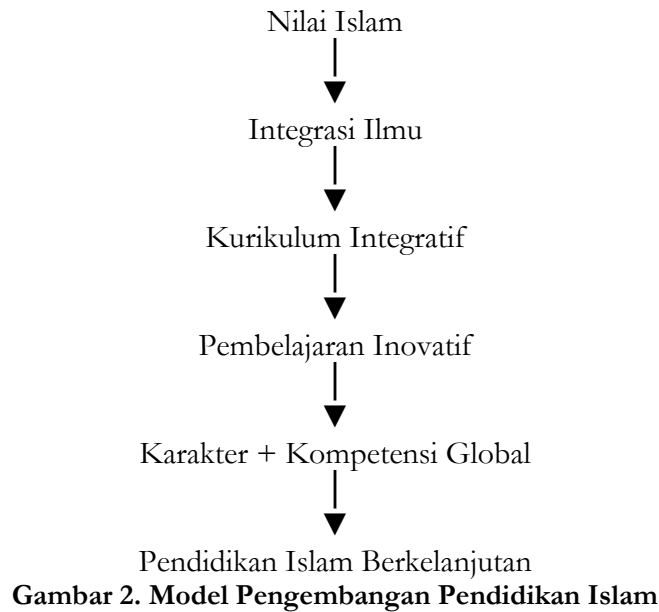 Nilai Islam
Integrasi Ilmu
Kurikulum Integratif
Pembelajaran Inovatif
Karakter + Kompetensi Global
Pendidikan Islam Berkelanjutan
Gambar 2. Model Pengembangan Pendidikan Islam